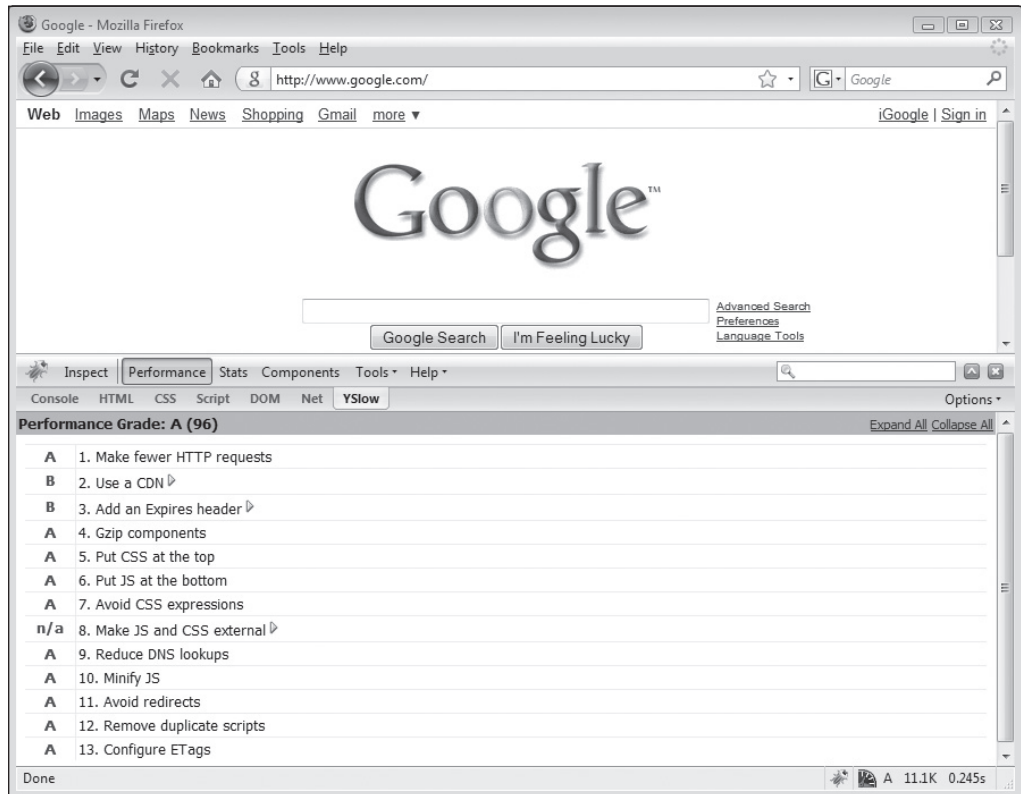 Google - Mozilla Firefox
File Edit View History Bookmarks Tools Help
g http://www.google.com/ G Google
Web Images Maps News Shopping Gmail more ▼ iGoogle | Sign in
Google™
Advanced Search
Preferences
Google Search I'm Feeling Lucky Language Tools
Inspect Performance Stats Components Tools Help
Console HTML CSS Script DOM Net YSlow Options
Performance Grade: A (96) Expand All Collapse All
A 1. Make fewer HTTP requests
B 2. Use a CDN
B 3. Add an Expires header
A 4. Gzip components
A 5. Put CSS at the top
A 6. Put JS at the bottom
A 7. Avoid CSS expressions
n/a 8. Make JS and CSS external
A 9. Reduce DNS lookups
A 10. Minify JS
A 11. Avoid redirects
A 12. Remove duplicate scripts
A 13. Configure ETags
Done A 11.1K 0.245s